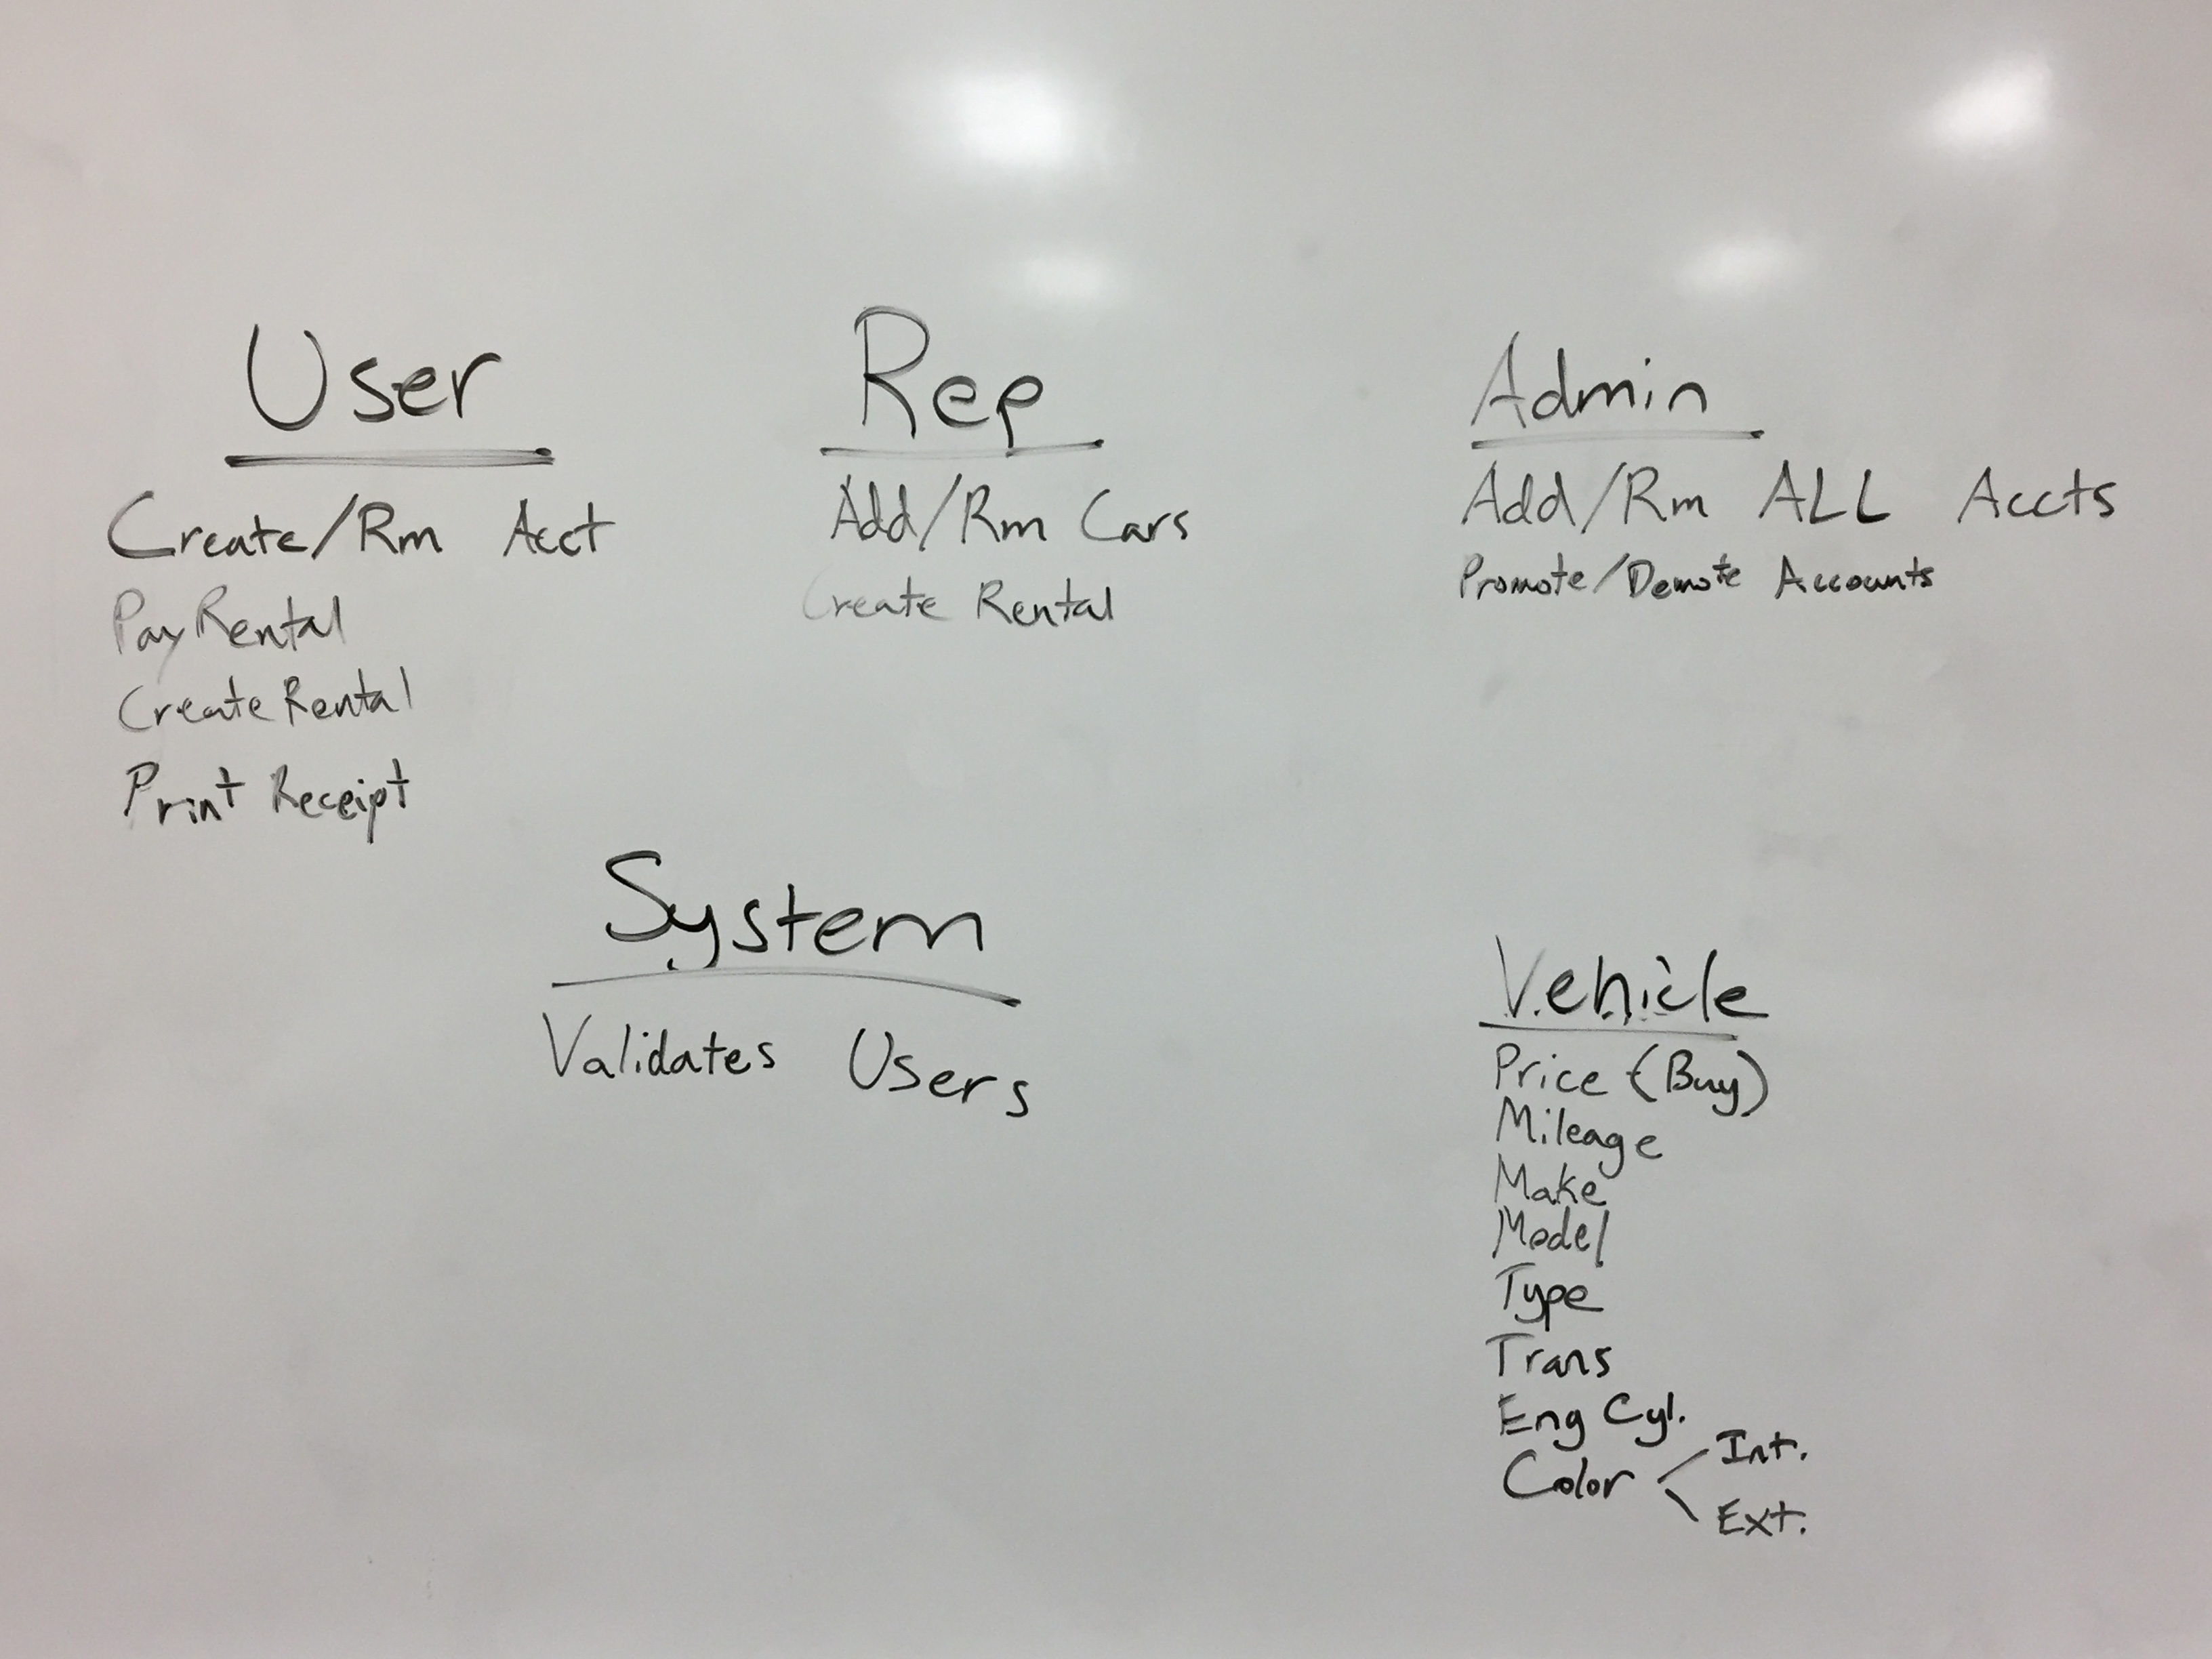 User
Create/Rm Acct
Pay Rental
Create Rental
Print Receipt
Rep
Add/Rm Cars
Create Rental
Admin
Add/Rm ALL Accts
Promote/Demote Accounts
System
Validates Users
Vehicle
Price (Buy)
Mileage
Make
Model
Type
Trans
Eng Cyl.
Color
Int.
Ext.